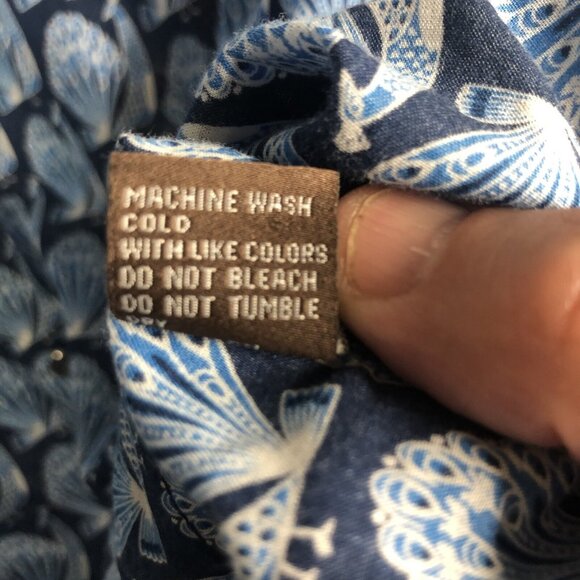 MACHINE WASH
COLD
WITH LIKE COLORS
DO NOT BLEACH
DO NOT TUMBLE